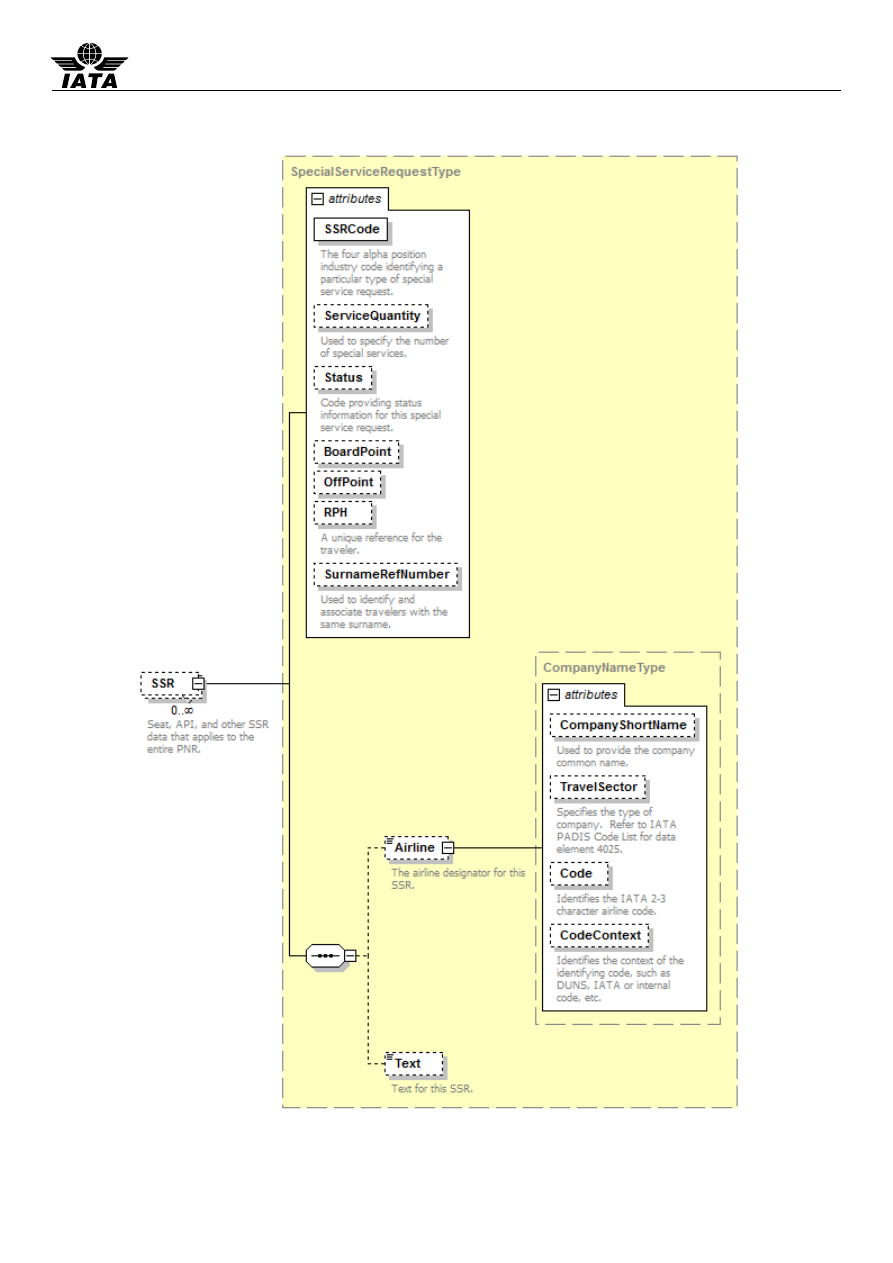 IATA
SpecialServiceRequestType
attributes
SSRCode
The four alpha position
industry code identifying a
particular type of special
service request.
ServiceQuantity
Used to specify the number
of special services.
Status
Code providing status
information for this special
service request.
BoardPoint
OffPoint
RPH
A unique reference for the
traveler.
SurnameRefNumber
Used to identify and
associate travelers with the
same surname.
SSR
0..∞
Seat, API, and other SSR
data that applies to the
entire PNR.
CompanyNameType
attributes
CompanyShortName
Used to provide the company
common name.
TravelSector
Specifies the type of
company.  Refer to IATA
PADIS Code List for data
element 4025.
Code
Identifies the IATA 2-3
character airline code.
CodeContext
Identifies the context of the
identifying code, such as
DUNS, IATA or internal
code, etc.
Airline
The airline designator for this
SSR.
Text
Text for this SSR.